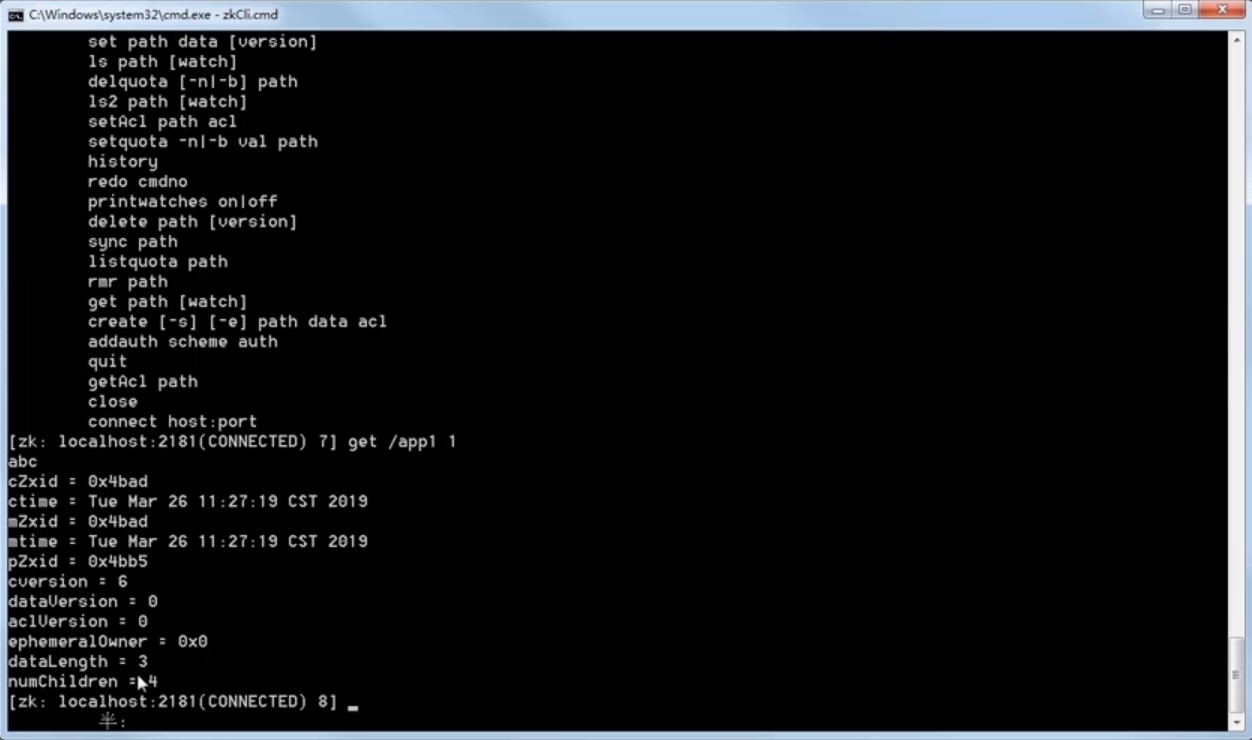 C:\Windows\system32\cmd.exe - zkCli.cmd
set path data [version]
ls path [watch]
delquota [-n|-b] path
ls2 path [watch]
setAcl path acl
setquota -n|-b val path
history
redo cmdno
printwatches on|off
delete path [version]
sync path
listquota path
rmr path
get path [watch]
create [-s] [-e] path data acl
addauth scheme auth
quit
getAcl path
close
connect host:port
[zk: localhost:2181(CONNECTED) 7] get /app1 1
abc
cZxid = 0x4bad
ctime = Tue Mar 26 11:27:19 CST 2019
mZxid = 0x4bad
mtime = Tue Mar 26 11:27:19 CST 2019
pZxid = 0x4bb5
cversion = 6
dataVersion = 0
aclVersion = 0
ephemeralOwner = 0x0
dataLength = 3
numChildren = 4
[zk: localhost:2181(CONNECTED) 8] _
半: